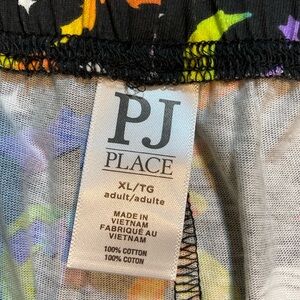 PJ
PLACE
XL/TG
adult/adulte
MADE IN
VIETNAM
FABRIQUÉ AU
VIETNAM
100% COTTON
100% COTON